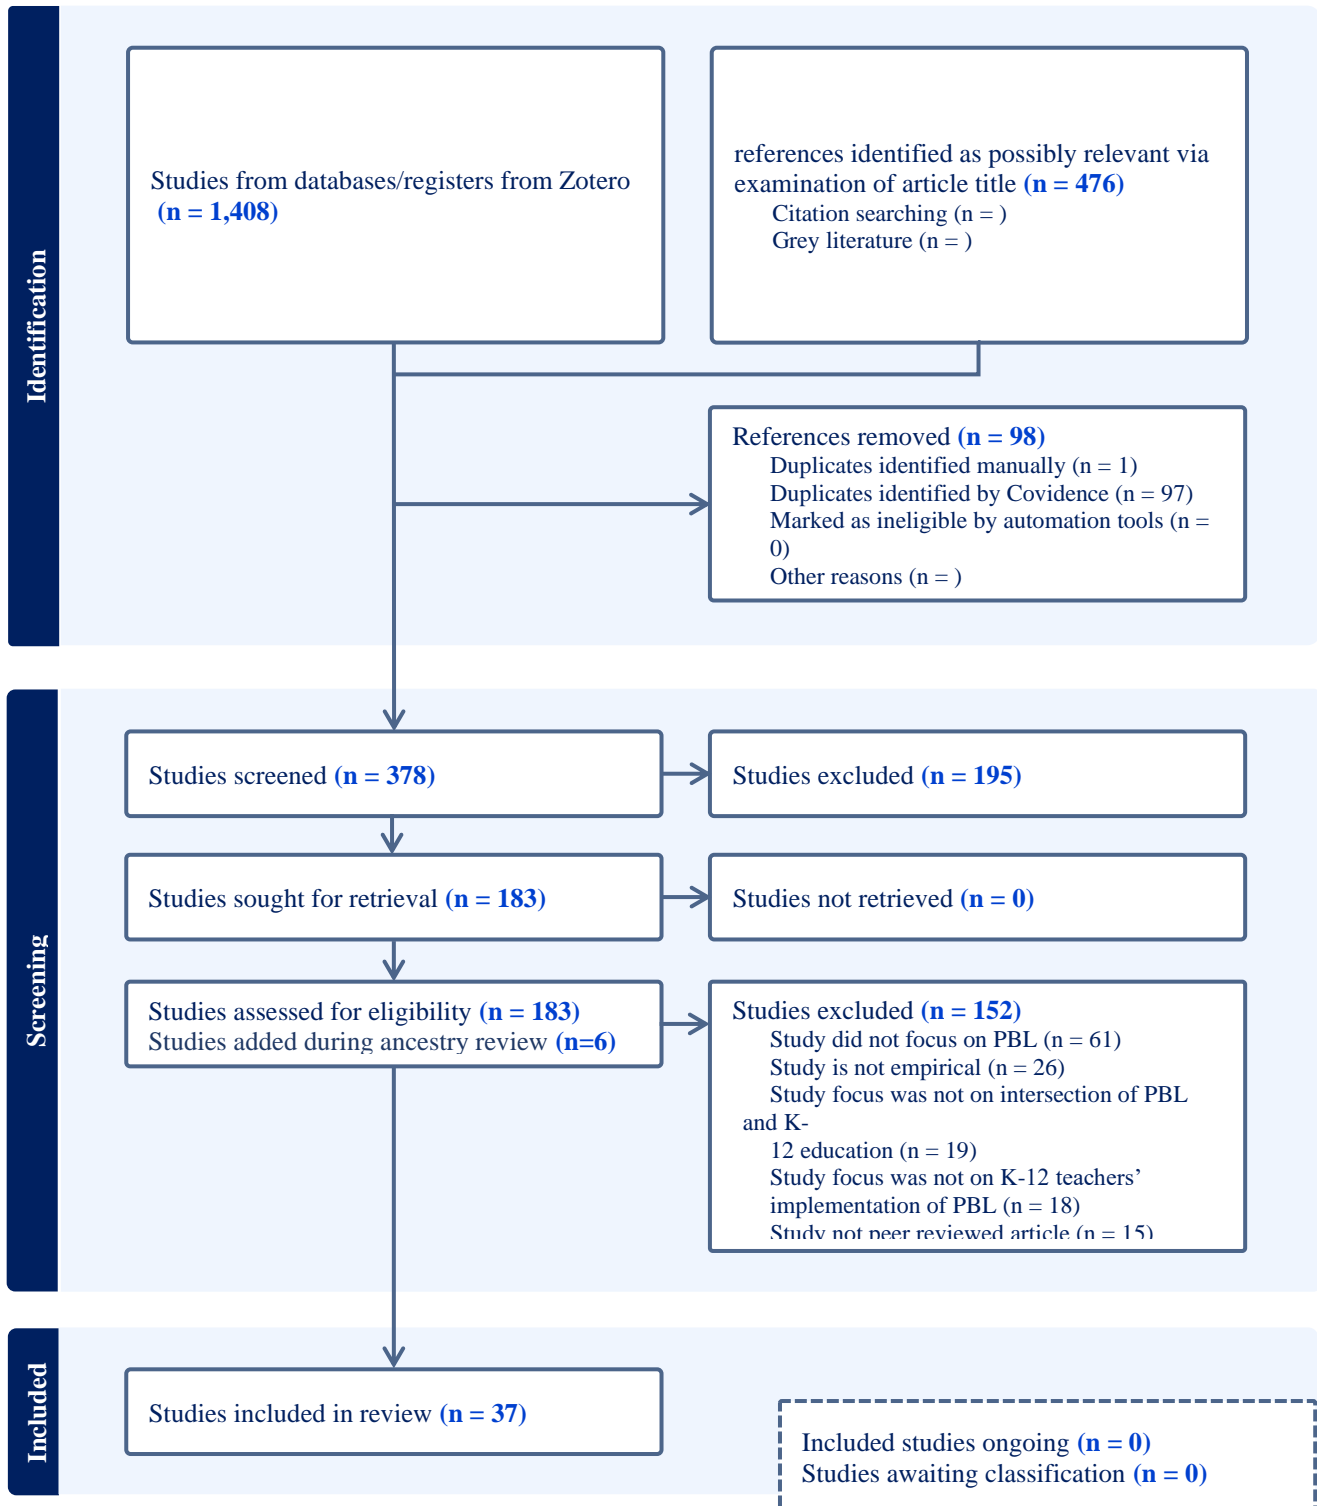 Identification
Studies from databases/registers from Zotero
(n = 1,408)
references identified as possibly relevant via
examination of article title (n = 476)
Citation searching (n = )
Grey literature (n = )
References removed (n = 98)
Duplicates identified manually (n = 1)
Duplicates identified by Covidence (n = 97)
Marked as ineligible by automation tools (n =
0)
Other reasons (n = )
Screening
Studies screened (n = 378)
Studies excluded (n = 195)
Studies sought for retrieval (n = 183)
Studies not retrieved (n = 0)
Studies assessed for eligibility (n = 183)
Studies added during ancestry review (n=6)
Studies excluded (n = 152)
Study did not focus on PBL (n = 61)
Study is not empirical (n = 26)
Study focus was not on intersection of PBL
and K-
12 education (n = 19)
Study focus was not on K-12 teachers’
implementation of PBL (n = 18)
Study not peer reviewed article (n = 15)
Included
Studies included in review (n = 37)
Included studies ongoing (n = 0)
Studies awaiting classification (n = 0)